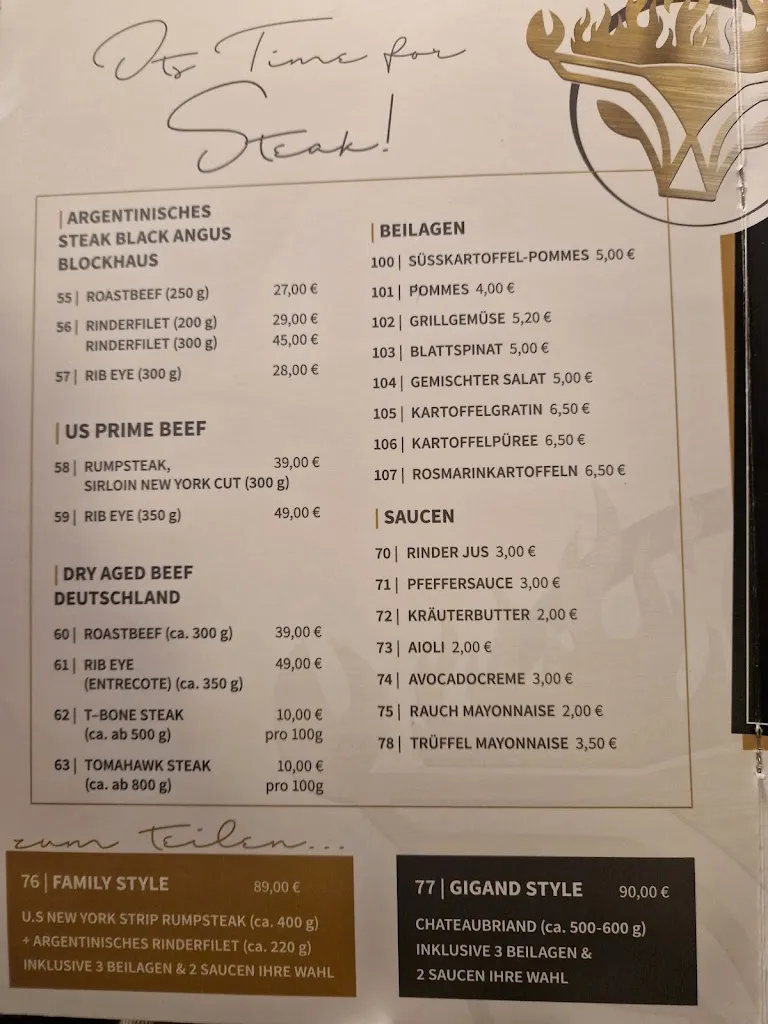 Its Time for
Steak!
| ARGENTINISCHES
STEAK BLACK ANGUS
BLOCKHAUS
55| ROASTBEEF (250 g) 27,00 €
56| RINDERFILET (200 g) 29,00 €
RINDERFILET (300 g) 45,00 €
57| RIB EYE (300 g) 28,00 €
| US PRIME BEEF
58| RUMPSTEAK, 39,00 €
SIRLOIN NEW YORK CUT (300 g)
59| RIB EYE (350 g) 49,00 €
| DRY AGED BEEF
DEUTSCHLAND
60| ROASTBEEF (ca. 300 g) 39,00 €
61| RIB EYE 49,00 €
(ENTRECOTE) (ca. 350 g)
62| T-BONE STEAK 10,00 €
(ca. ab 500 g) pro 100g
63| TOMAHAWK STEAK 10,00 €
(ca. ab 800 g) pro 100g
| BEILAGEN
100| SÜSSKARTOFFEL-POMMES 5,00 €
101| POMMES 4,00 €
102| GRILLGEMÜSE 5,20 €
103| BLATTSPINAT 5,00 €
104| GEMISCHTER SALAT 5,00 €
105| KARTOFFELGRATIN 6,50 €
106| KARTOFFELPÜREE 6,50 €
107| ROSMARINKARTOFFELN 6,50 €
| SAUCEN
70| RINDER JUS 3,00 €
71| PFEFFERSAUCE 3,00 €
72| KRÄUTERBUTTER 2,00 €
73| AIOLI 2,00 €
74| AVOCADOCREME 3,00 €
75| RAUCH MAYONNAISE 2,00 €
78| TRÜFFEL MAYONNAISE 3,50 €
zum teilen...
76 | FAMILY STYLE 89,00 €
U.S NEW YORK STRIP RUMPSTEAK (ca. 400 g)
+ ARGENTINISCHES RINDERFILET (ca. 220 g)
INKLUSIVE 3 BEILAGEN & 2 SAUCEN IHRE WAHL
77 | GIGAND STYLE 90,00 €
CHATEAUBRIAND (ca. 500-600 g)
INKLUSIVE 3 BEILAGEN &
2 SAUCEN IHRE WAHL